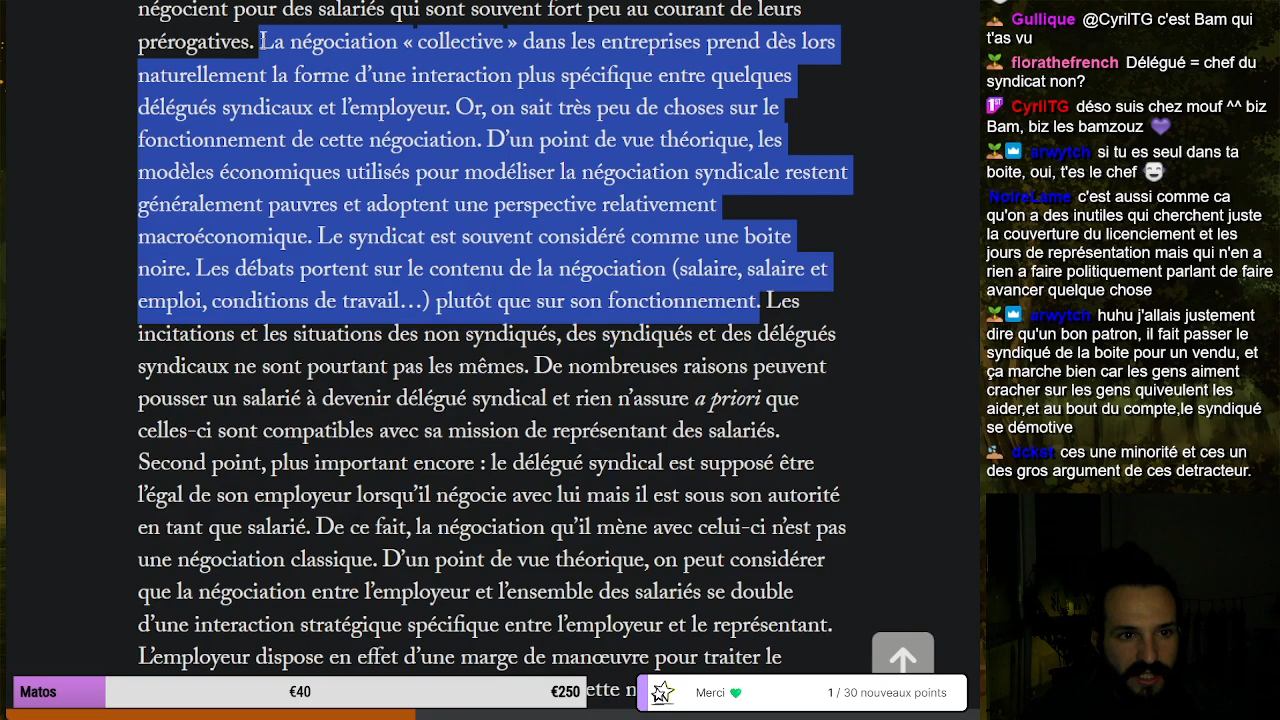 négocient pour des salariés qui sont souvent fort peu au courant de leurs
prérogatives. La négociation « collective » dans les entreprises prend dès lors
naturellement la forme d’une interaction plus spécifique entre quelques
délégués syndicaux et l’employeur. Or, on sait très peu de choses sur le
fonctionnement de cette négociation. D’un point de vue théorique, les
modèles économiques utilisés pour modéliser la négociation syndicale restent
généralement pauvres et adoptent une perspective relativement
macroéconomique. Le syndicat est souvent considéré comme une boite
noire. Les débats portent sur le contenu de la négociation (salaire, salaire et
emploi, conditions de travail…) plutôt que sur son fonctionnement. Les
incitations et les situations des non syndiqués, des syndiqués et des délégués
syndicaux ne sont pourtant pas les mêmes. De nombreuses raisons peuvent
pousser un salarié à devenir délégué syndical et rien n’assure a priori que
celles-ci sont compatibles avec sa mission de représentant des salariés.
Second point, plus important encore : le délégué syndical est supposé être
l’égal de son employeur lorsqu’il négocie avec lui mais il est sous son autorité
en tant que salarié. De ce fait, la négociation qu’il mène avec celui-ci n’est pas
une négociation classique. D’un point de vue théorique, on peut considérer
que la négociation entre l’employeur et l’ensemble des salariés se double
d’une interaction stratégique spécifique entre l’employeur et le représentant.
L’employeur dispose en effet d’une marge de manœuvre pour traiter le
Matos €40 €250
Merci 1 / 30 nouveaux points
Gullique @CyrilTG c'est Bam qui
t'as vu
florathefrench Délégué = chef du
syndicat non?
CyrilTG déso suis chez mouf ^^ biz
Bam, biz les bamzouz
arwytch si tu es seul dans ta
boite, oui, t'es le chef
NoireLame c'est aussi comme ca
qu'on a des inutiles qui cherchent juste
la couverture du licenciement et les
jours de représentation mais qui n'en a
rien a faire politiquement parlant de faire
avancer quelque chose
arwytch huhu j'allais justement
dire qu'un bon patron, il fait passer le
syndiqué de la boite pour un vendu, et
ça marche bien car les gens aiment
cracher sur les gens quiveulent les
aider,et au bout du compte,le syndiqué
se démotive
dckst ces une minorité et ces un
des gros argument de ces detracteur.